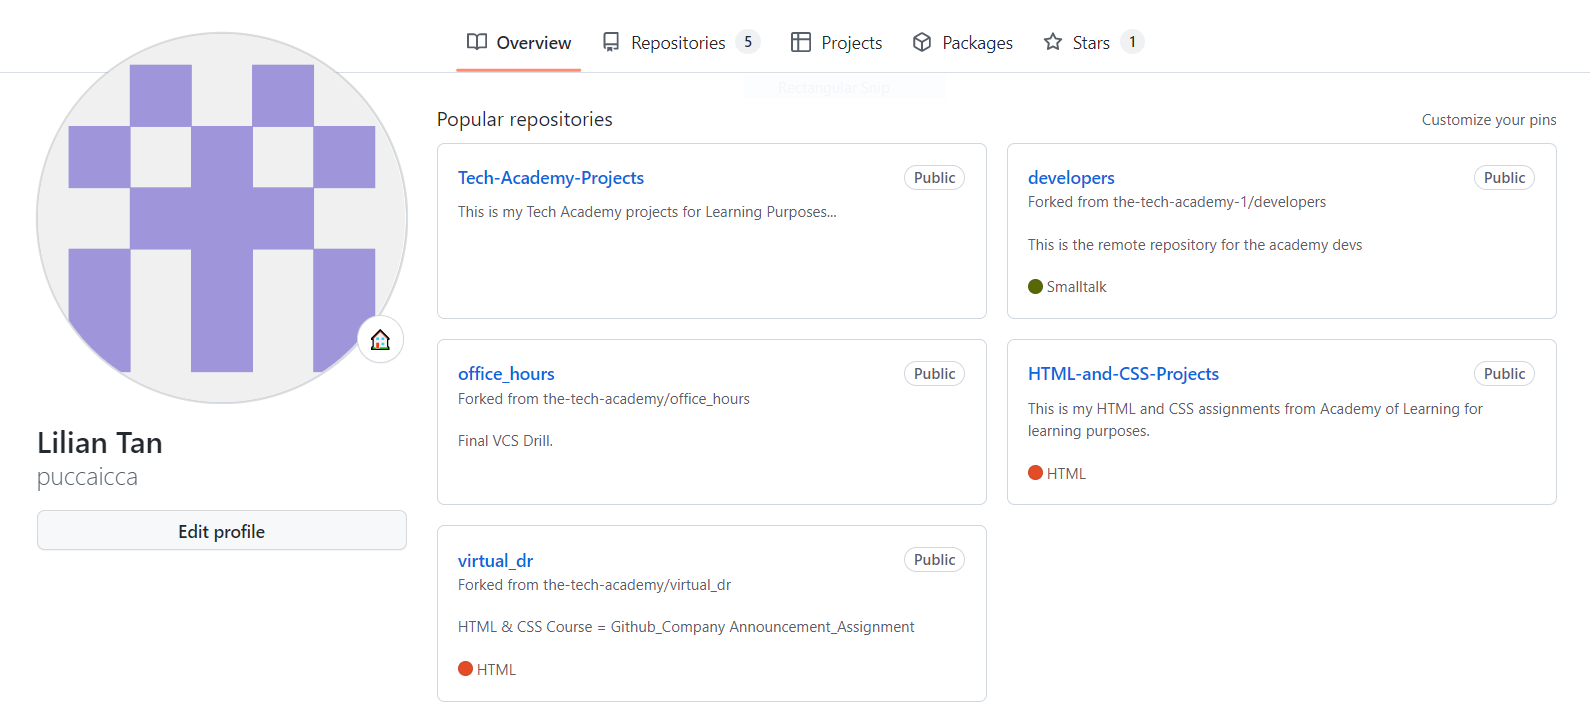 Overview Repositories 5 Projects Packages Stars 1
Rectangular Snip
Popular repositories
Customize your pins
Tech-Academy-Projects
Public
This is my Tech Academy projects for Learning Purposes...
developers
Public
Forked from the-tech-academy-1/developers
This is the remote repository for the academy devs
Smalltalk
office_hours
Public
Forked from the-tech-academy/office_hours
Final VCS Drill.
HTML-and-CSS-Projects
Public
This is my HTML and CSS assignments from Academy of Learning for
learning purposes.
HTML
virtual_dr
Public
Forked from the-tech-academy/virtual_dr
HTML & CSS Course = Github_Company Announcement_Assignment
HTML
Lilian Tan
puccaicca
Edit profile